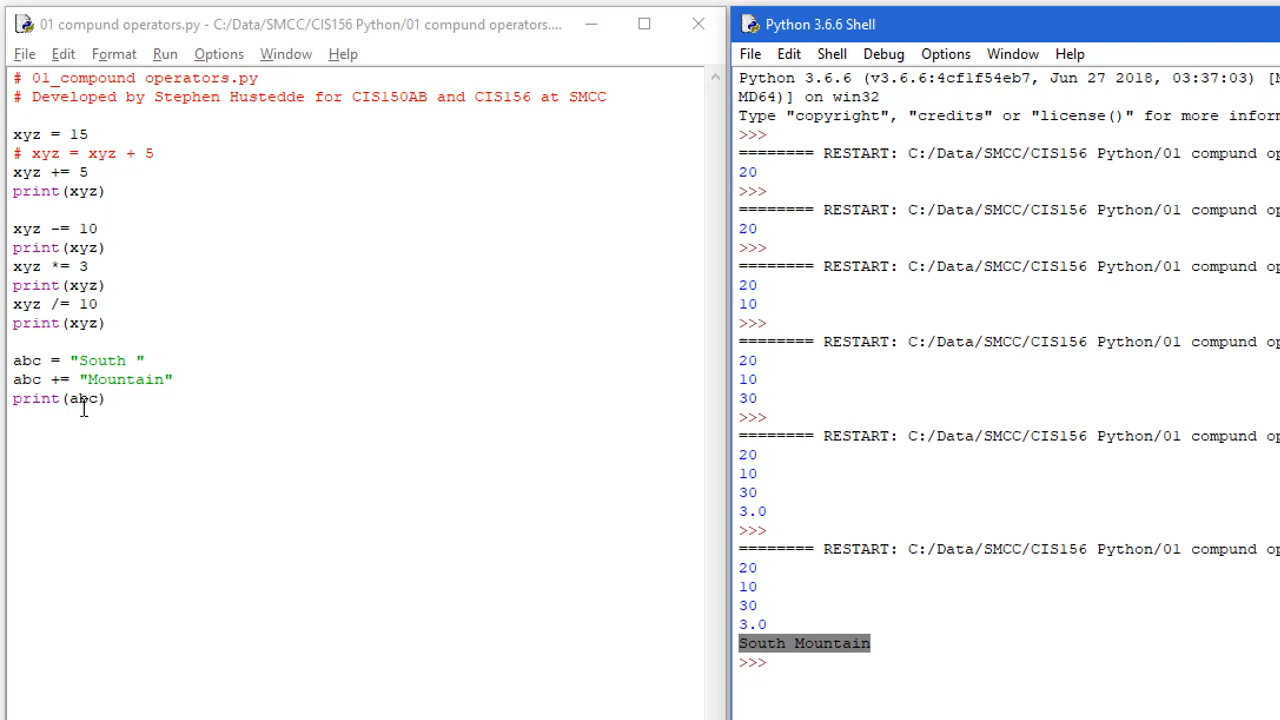 01 compund operators.py - C:/Data/SMCC/CIS156 Python/01 compund operators....
File Edit Format Run Options Window Help
# 01_compound operators.py
# Developed by Stephen Hustedde for CIS150AB and CIS156 at SMCC
xyz = 15
# xyz = xyz + 5
xyz += 5
print(xyz)
xyz -= 10
print(xyz)
xyz *= 3
print(xyz)
xyz /= 10
print(xyz)
abc = "South "
abc += "Mountain"
print(abc)
Python 3.6.6 Shell
File Edit Shell Debug Options Window Help
Python 3.6.6 (v3.6.6:4cf1f54eb7, Jun 27 2018, 03:37:03) [M
MD64)] on win32
Type "copyright", "credits" or "license()" for more infor
>>>
======== RESTART: C:/Data/SMCC/CIS156 Python/01 compund op
20
>>>
======== RESTART: C:/Data/SMCC/CIS156 Python/01 compund op
20
>>>
======== RESTART: C:/Data/SMCC/CIS156 Python/01 compund op
20
10
>>>
======== RESTART: C:/Data/SMCC/CIS156 Python/01 compund op
20
10
30
>>>
======== RESTART: C:/Data/SMCC/CIS156 Python/01 compund op
20
10
30
3.0
>>>
======== RESTART: C:/Data/SMCC/CIS156 Python/01 compund op
20
10
30
3.0
South Mountain
>>>